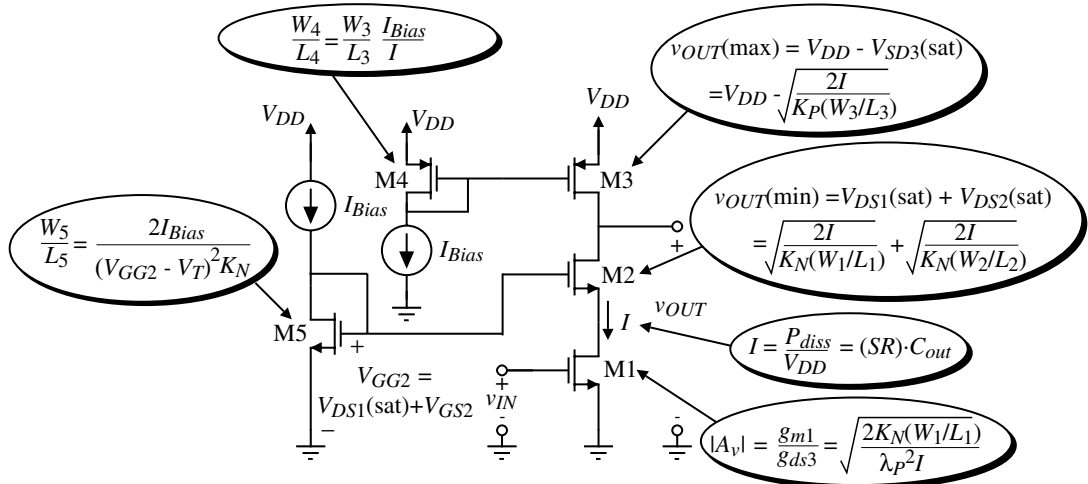 W4/L4 = W3/L3 IBias/I
vOUT(max) = VDD - VSD3(sat)
=VDD - √(2I/KP(W3/L3))
VDD
VDD
VDD
M4
M3
IBias
IBias
vOUT(min) =VDS1(sat) + VDS2(sat)
= √(2I/KN(W1/L1)) + √(2I/KN(W2/L2))
W5/L5 = 2IBias/(VGG2 - VT)²KN
+
M2
M5
+
I
vOUT
I = Pdiss/VDD = (SR)·Cout
VGG2 =
VDS1(sat)+VGS2
−
+
vIN
-
M1
-
|Av| = gm1/gds3 = √(2KN(W1/L1)/λP²I)